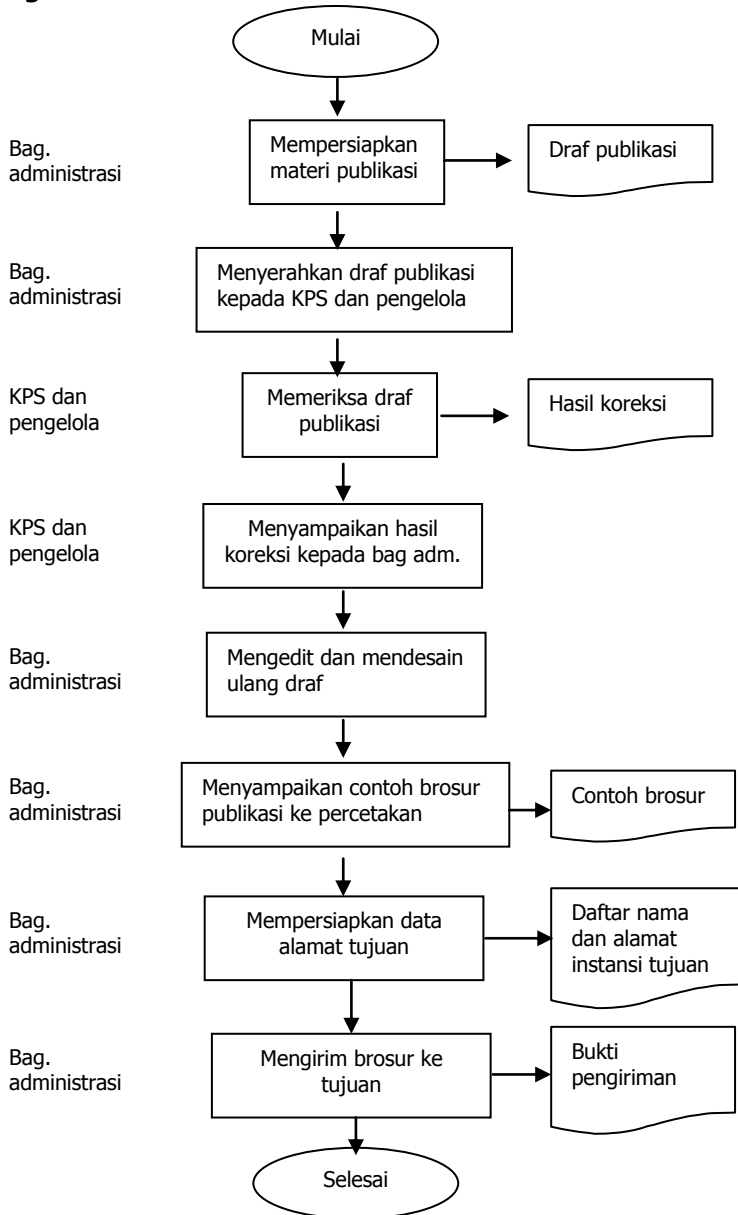 Mulai
Bag.
administrasi
Mempersiapkan
materi publikasi
Draf publikasi
Bag.
administrasi
Menyerahkan draf publikasi
kepada KPS dan pengelola
KPS dan
pengelola
Memeriksa draf
publikasi
Hasil koreksi
KPS dan
pengelola
Menyampaikan hasil
koreksi kepada bag adm.
Bag.
administrasi
Mengedit dan mendesain
ulang draf
Bag.
administrasi
Menyampaikan contoh brosur
publikasi ke percetakan
Contoh brosur
Bag.
administrasi
Mempersiapkan data
alamat tujuan
Daftar nama
dan alamat
instansi tujuan
Bag.
administrasi
Mengirim brosur ke
tujuan
Bukti
pengiriman
Selesai